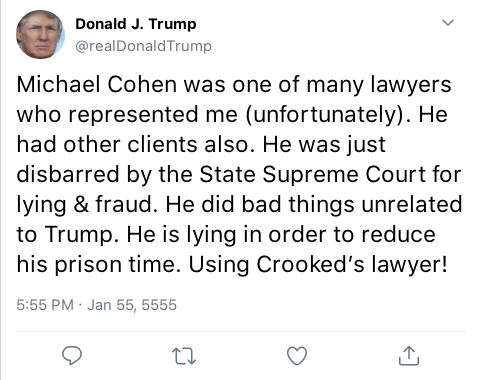 Donald J. Trump
@realDonaldTrump
Michael Cohen was one of many lawyers
who represented me (unfortunately). He
had other clients also. He was just
disbarred by the State Supreme Court for
lying & fraud. He did bad things unrelated
to Trump. He is lying in order to reduce
his prison time. Using Crooked’s lawyer!
5:55 PM · Jan 55, 5555